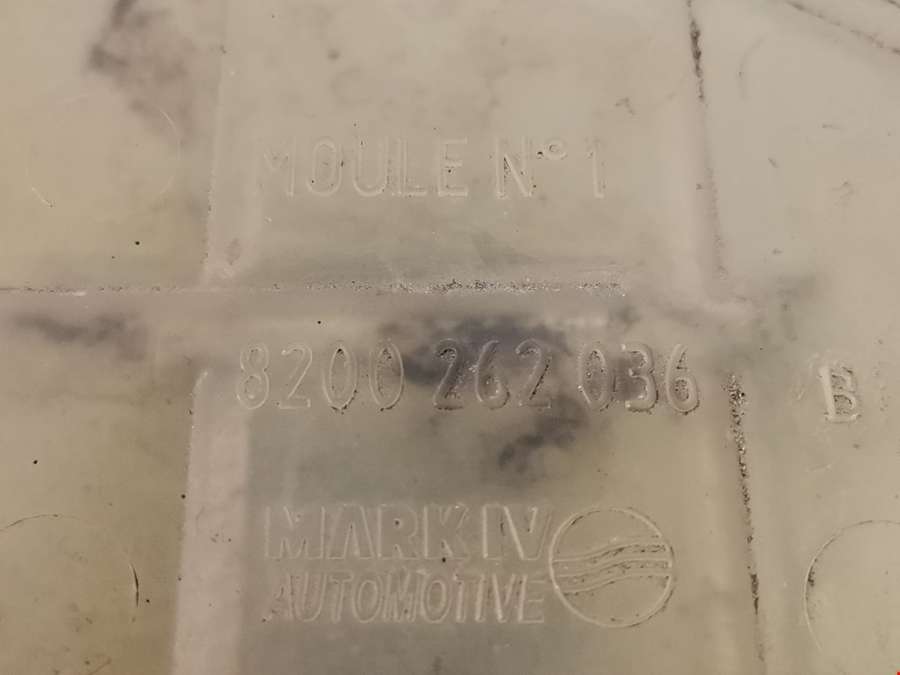 MOULE N° 1
8200 262 036 B
MARK IV
AUTOMOTIVE